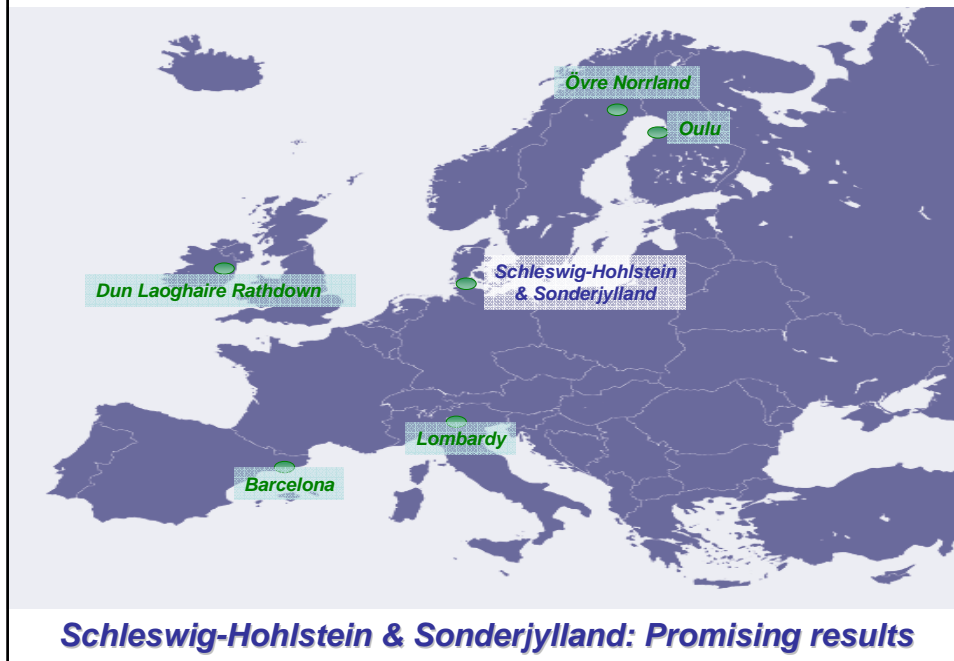 Övre Norrland
Oulu
Schleswig-Hohlstein
& Sonderjylland
Dun Laoghaire Rathdown
Lombardy
Barcelona
Schleswig-Hohlstein & Sonderjylland: Promising results